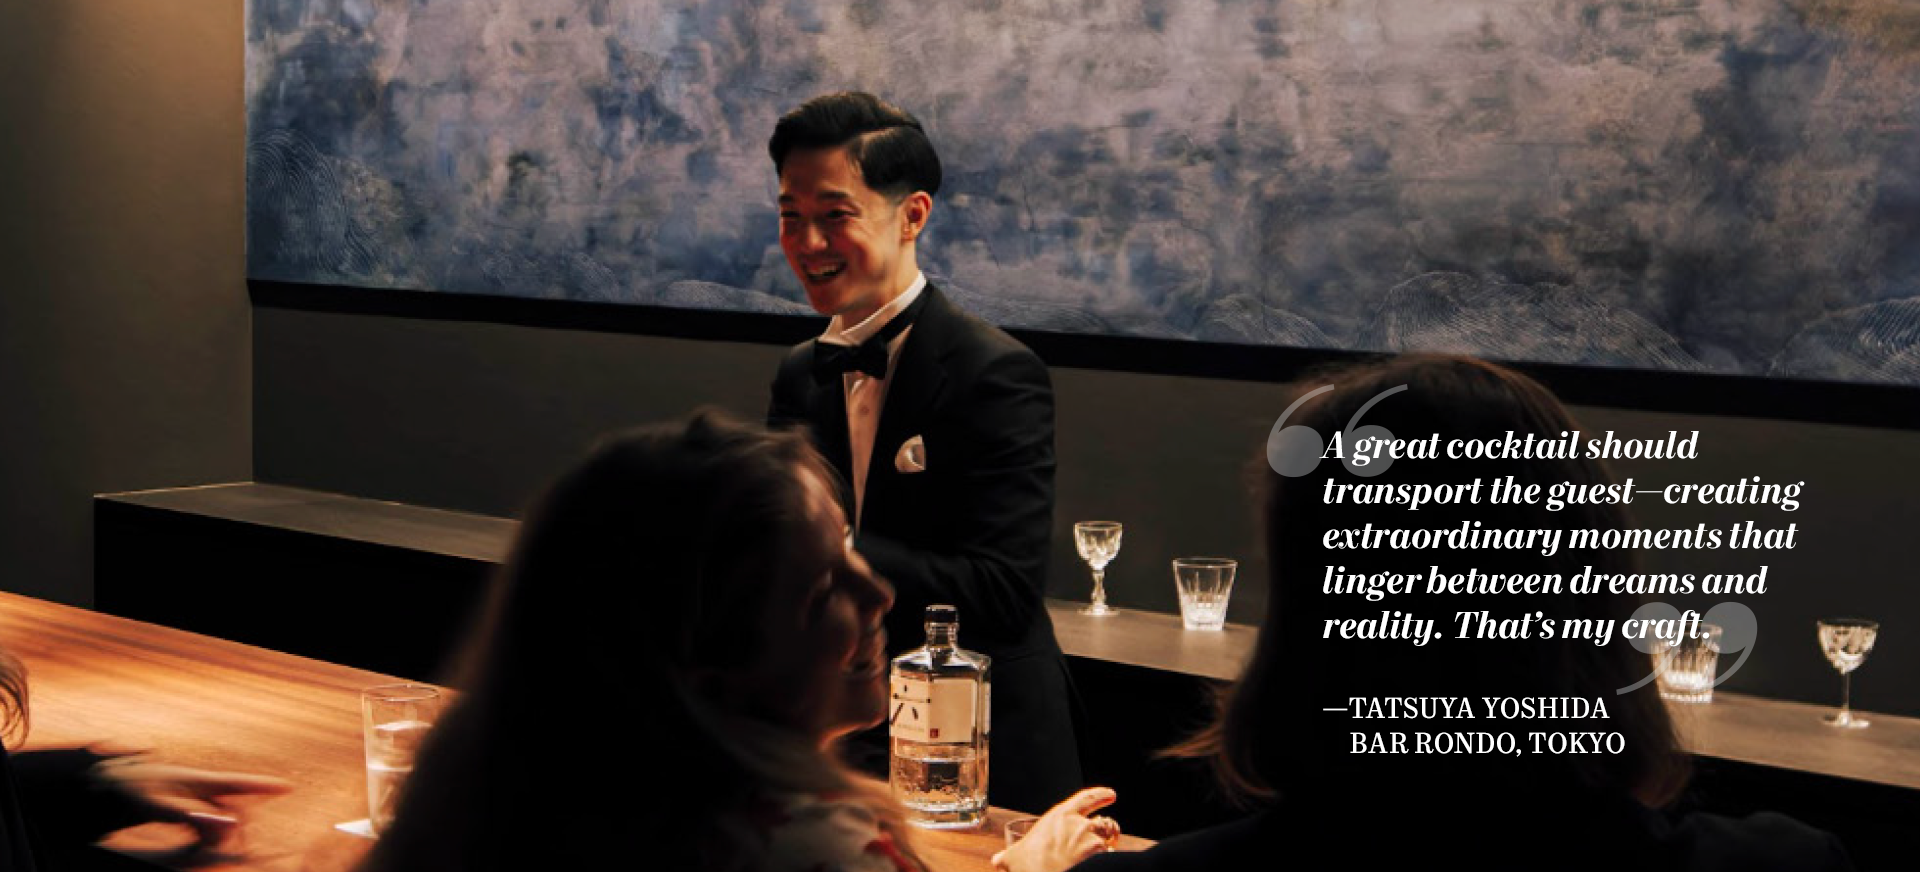 “A great cocktail should
transport the guest—creating
extraordinary moments that
linger between dreams and
reality. That’s my craft.”
—TATSUYA YOSHIDA
BAR RONDO, TOKYO
六